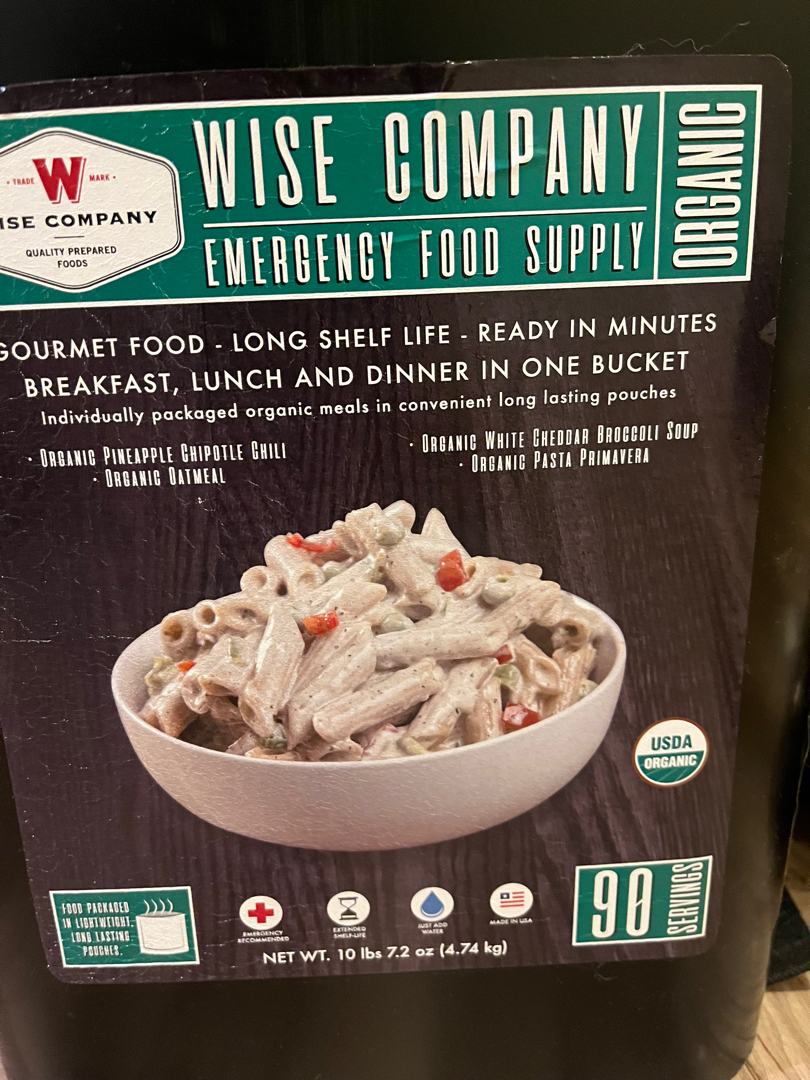 WISE COMPANY
ORGANIC
EMERGENCY FOOD SUPPLY
• TRADE W MARK •
ISE COMPANY
QUALITY PREPARED
FOODS
GOURMET FOOD - LONG SHELF LIFE - READY IN MINUTES
BREAKFAST, LUNCH AND DINNER IN ONE BUCKET
Individually packaged organic meals in convenient long lasting pouches
• ORGANIC PINEAPPLE CHIPOTLE CHILI
• ORGANIC OATMEAL
• ORGANIC WHITE CHEDDAR BROCCOLI SOUP
• ORGANIC PASTA PRIMAVERA
USDA
ORGANIC
FOOD PACKAGED
IN LIGHTWEIGHT,
LONG LASTING
POUCHES.
EMERGENCY
RECOMMENDED
EXTENDED
SHELF-LIFE
JUST ADD
WATER
MADE IN USA
90 SERVINGS
NET WT. 10 lbs 7.2 oz (4.74 kg)